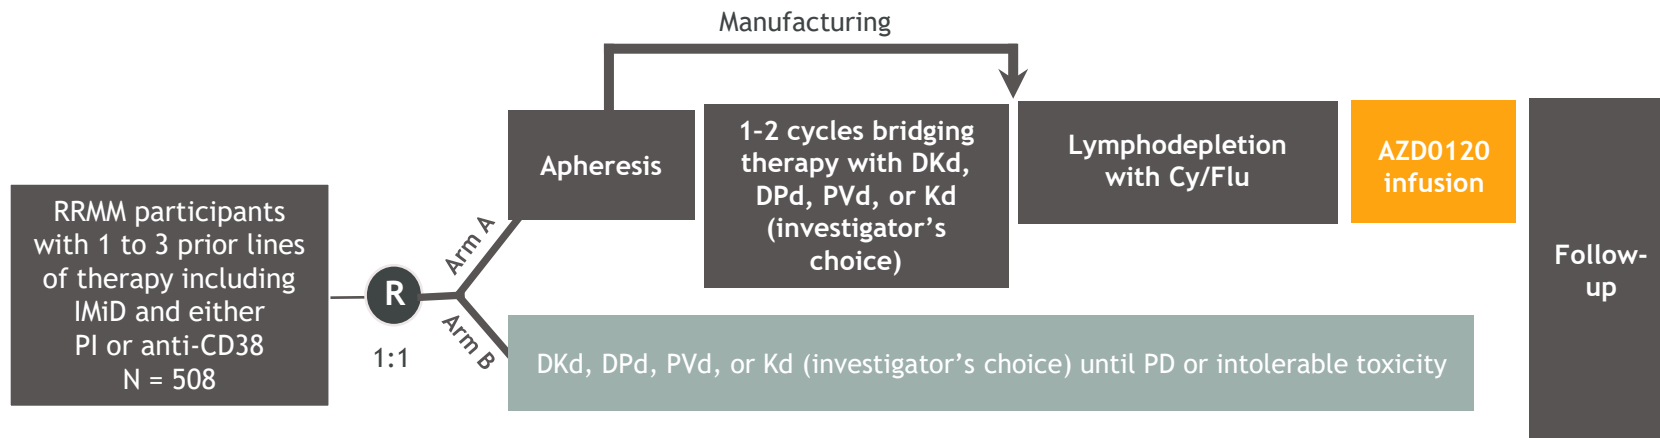 Manufacturing
RRMM participants
with 1 to 3 prior lines
of therapy including
IMiD and either
PI or anti-CD38
N = 508
R
1:1
Arm A
Apheresis
1–2 cycles bridging
therapy with DKd,
DPd, PVd, or Kd
(investigator’s
choice)
Lymphodepletion
with Cy/Flu
AZD0120
infusion
Arm B
DKd, DPd, PVd, or Kd (investigator’s choice) until PD or intolerable toxicity
Follow-
up